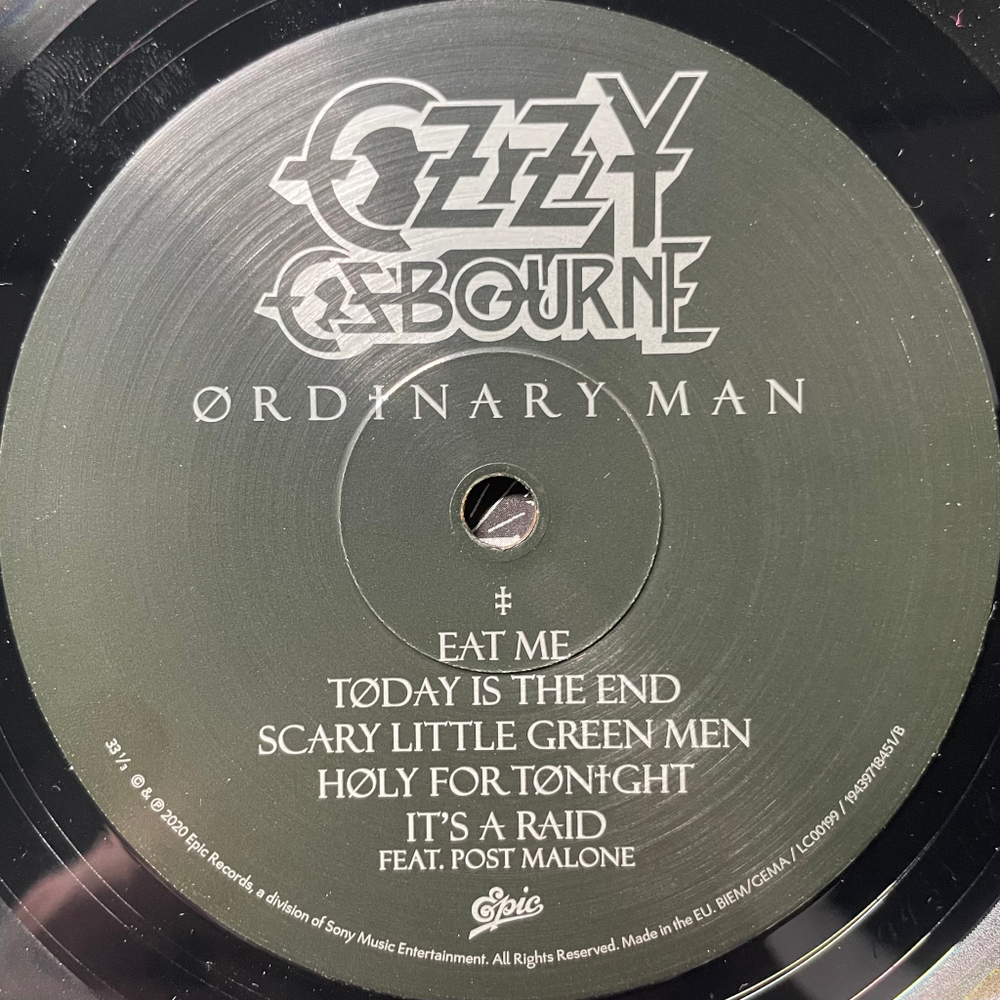 OZZY
OSBOURNE
ØRDINARY MAN
‡
EAT ME
TØDAY IS THE END
SCARY LITTLE GREEN MEN
HØLY FOR TØNIGHT
IT'S A RAID
FEAT. POST MALONE
Epic
33 1/3 © & ℗ 2020 Epic Records, a division of Sony Music Entertainment. All Rights Reserved. Made in the EU. BIEM/GEMA / LC00199 / 19439718451/B